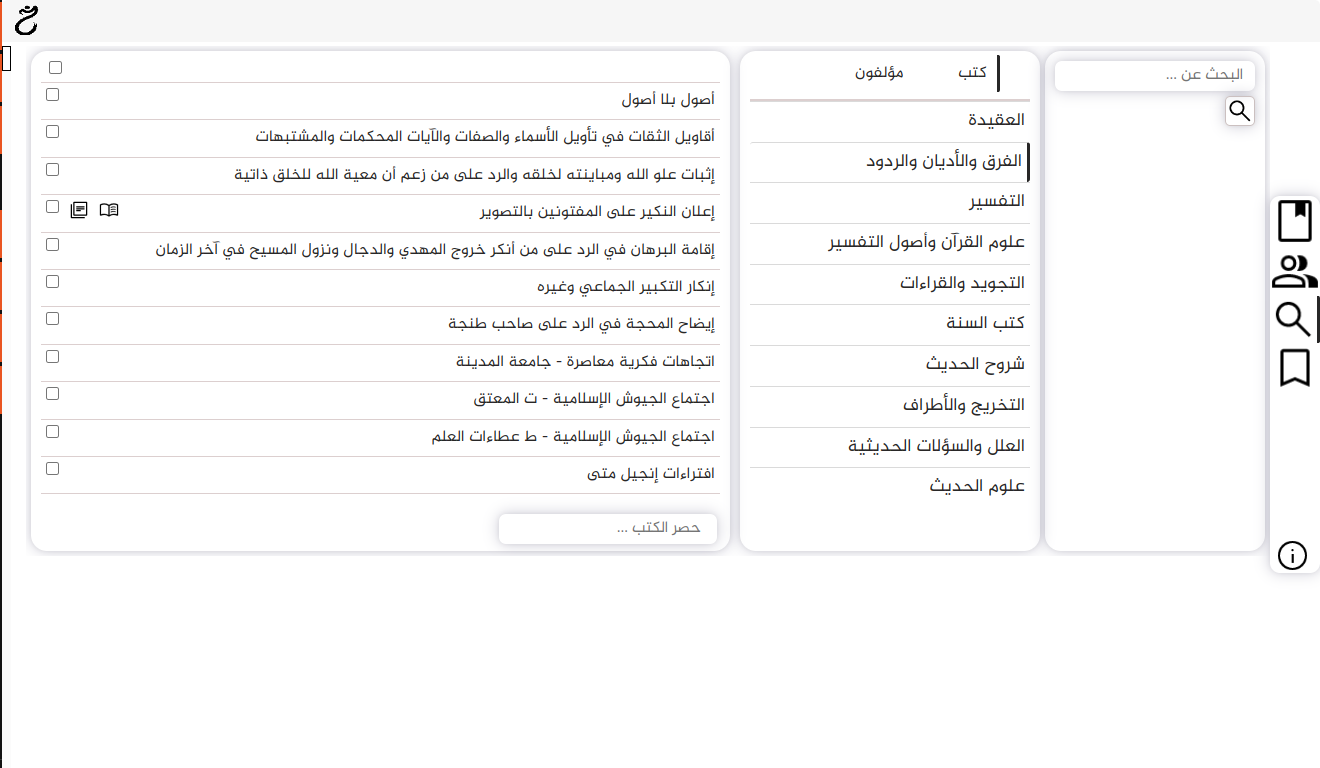 البحث عن ...
كتب
مؤلفون
العقيدة
الفرق والأديان والردود
التفسير
علوم القرآن وأصول التفسير
التجويد والقراءات
كتب السنة
شروح الحديث
التخريج والأطراف
العلل والسؤلات الحديثية
علوم الحديث
أصول بلا أصول
أقاويل الثقات في تأويل الأسماء والصفات والآيات المحكمات والمشتبهات
إثبات علو الله ومباينته لخلقه والرد على من زعم أن معية الله للخلق ذاتية
إعلان النكير على المفتونين بالتصوير
إقامة البرهان في الرد على من أنكر خروج المهدي والدجال ونزول المسيح في آخر الزمان
إنكار التكبير الجماعي وغيره
إيضاح المحجة في الرد على صاحب طنجة
اتجاهات فكرية معاصرة - جامعة المدينة
اجتماع الجيوش الإسلامية - ت المعتق
اجتماع الجيوش الإسلامية - ط عطاءات العلم
افتراءات إنجيل متى
حصر الكتب ...